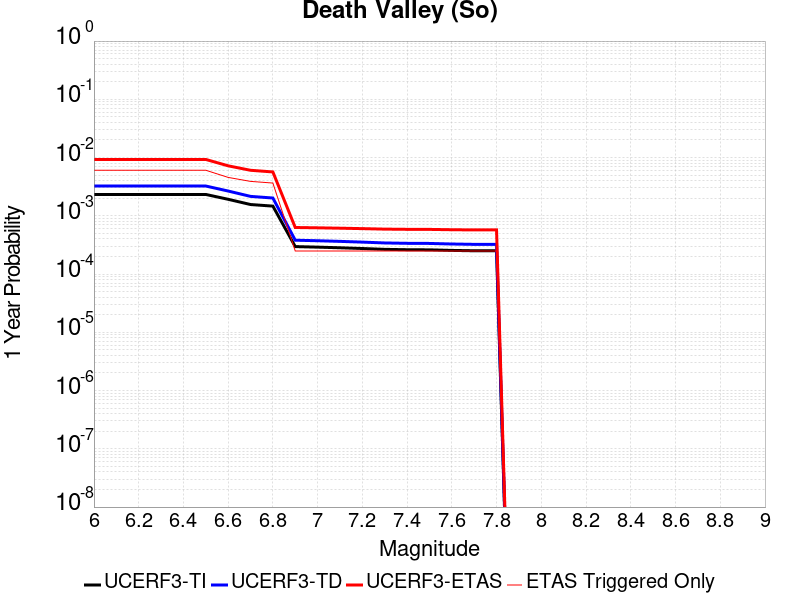 Death Valley (So)
10^0
10^-1
10^-2
10^-3
10^-4
10^-5
10^-6
10^-7
10^-8
1 Year Probability
6 6.2 6.4 6.6 6.8 7 7.2 7.4 7.6 7.8 8 8.2 8.4 8.6 8.8 9
Magnitude
UCERF3-TI UCERF3-TD UCERF3-ETAS ETAS Triggered Only